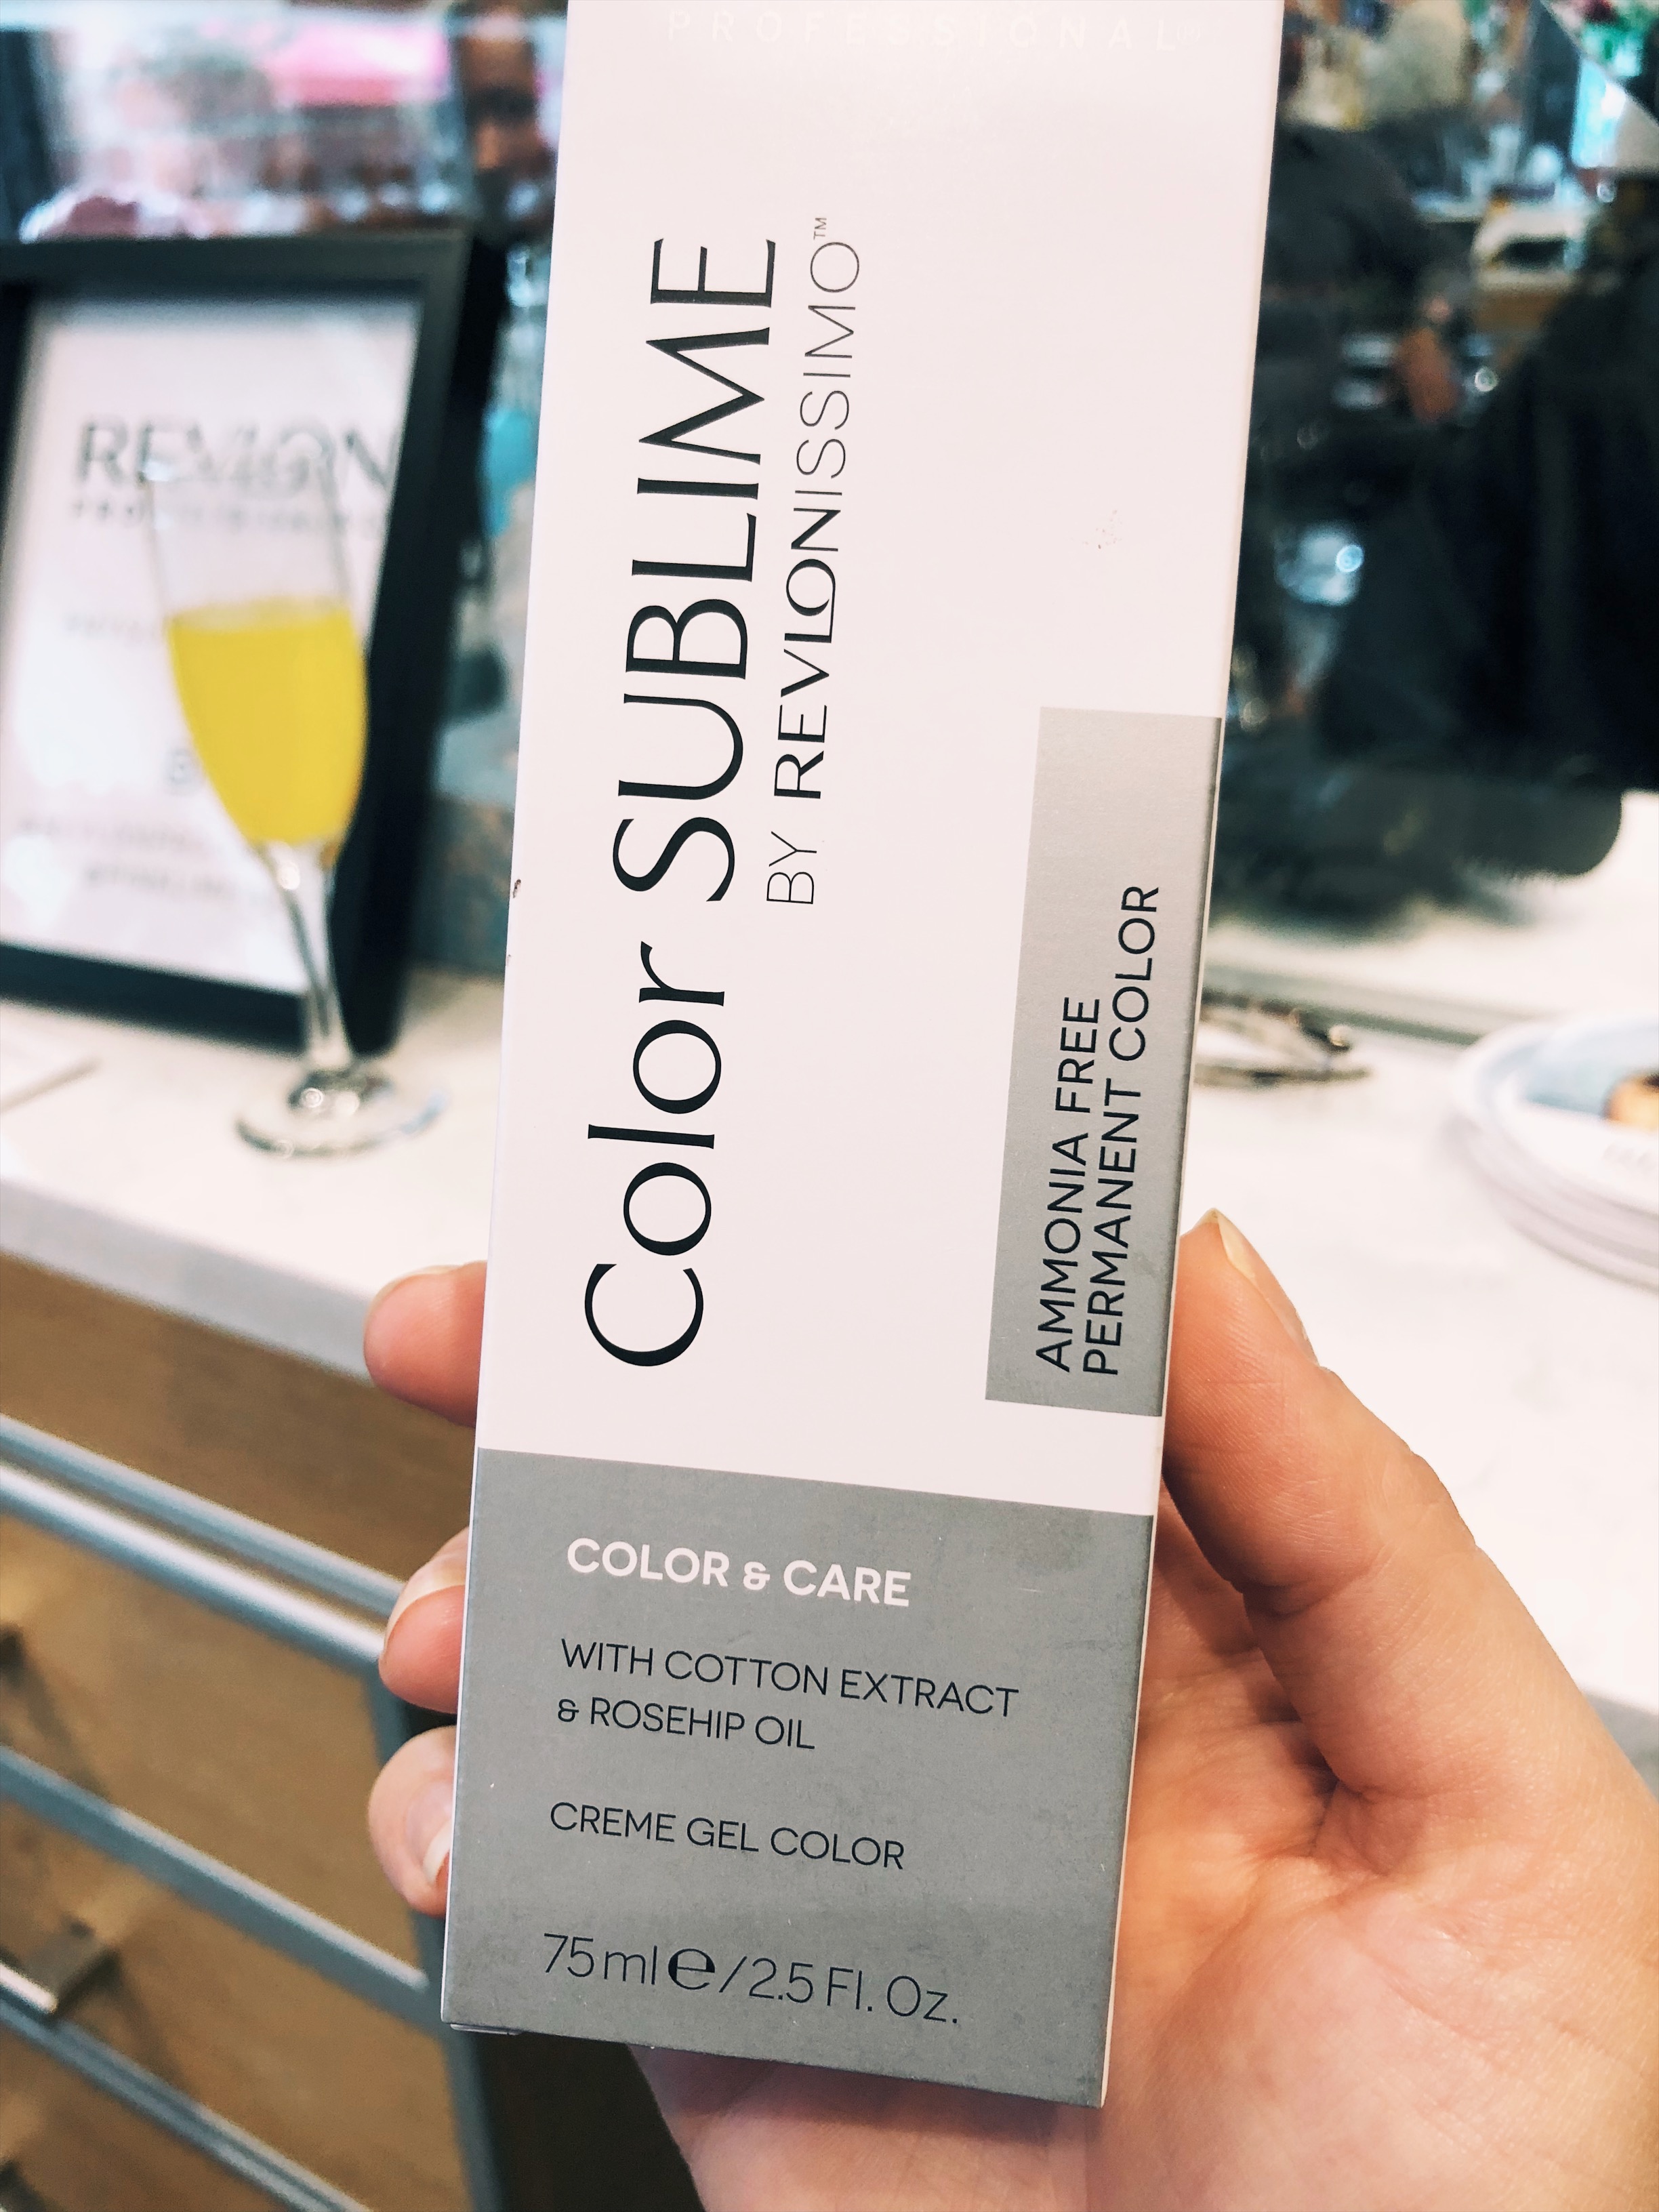 PROFESSIONAL
Color SUBLIME
BY REVLONISSIMO™
AMMONIA FREE
PERMANENT COLOR
COLOR & CARE
WITH COTTON EXTRACT
& ROSEHIP OIL
CREME GEL COLOR
75ml℮/2.5 Fl. Oz.
REVLON